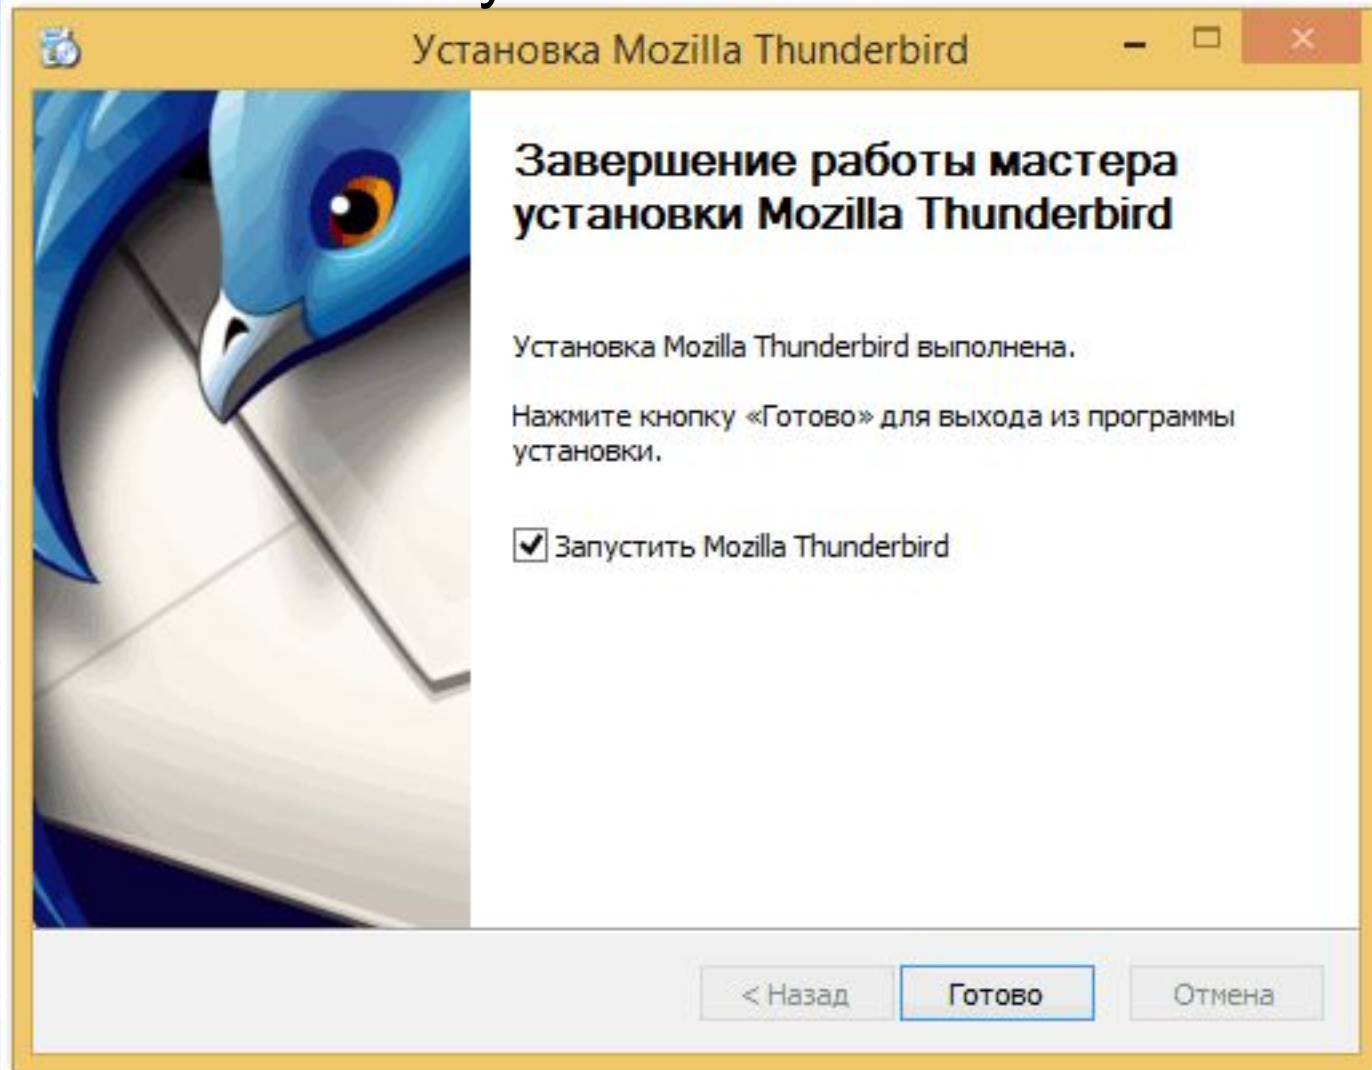 Установка Mozilla Thunderbird
Завершение работы мастера
установки Mozilla Thunderbird
Установка Mozilla Thunderbird выполнена.
Нажмите кнопку «Готово» для выхода из программы
установки.
Запустить Mozilla Thunderbird
< Назад
Готово
Отмена